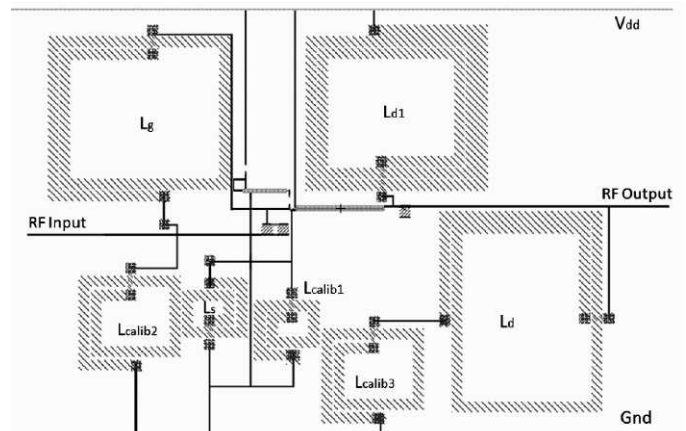 Vdd
Lg
Ld1
RF Output
RF Input
Lcalib1
Ls
Lcalib2
Ld
Lcalib3
Gnd